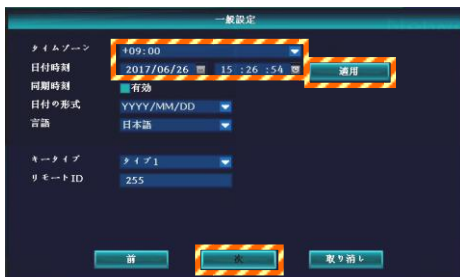 一般設定
タイムゾーン +09:00
日付時刻 2017/06/26 15 :26 :54 適用
同期時刻 有効
日付の形式 YYYY/MM/DD
言語 日本語
キータイプ タイプ1
リモートID 255
前 次 取り消し